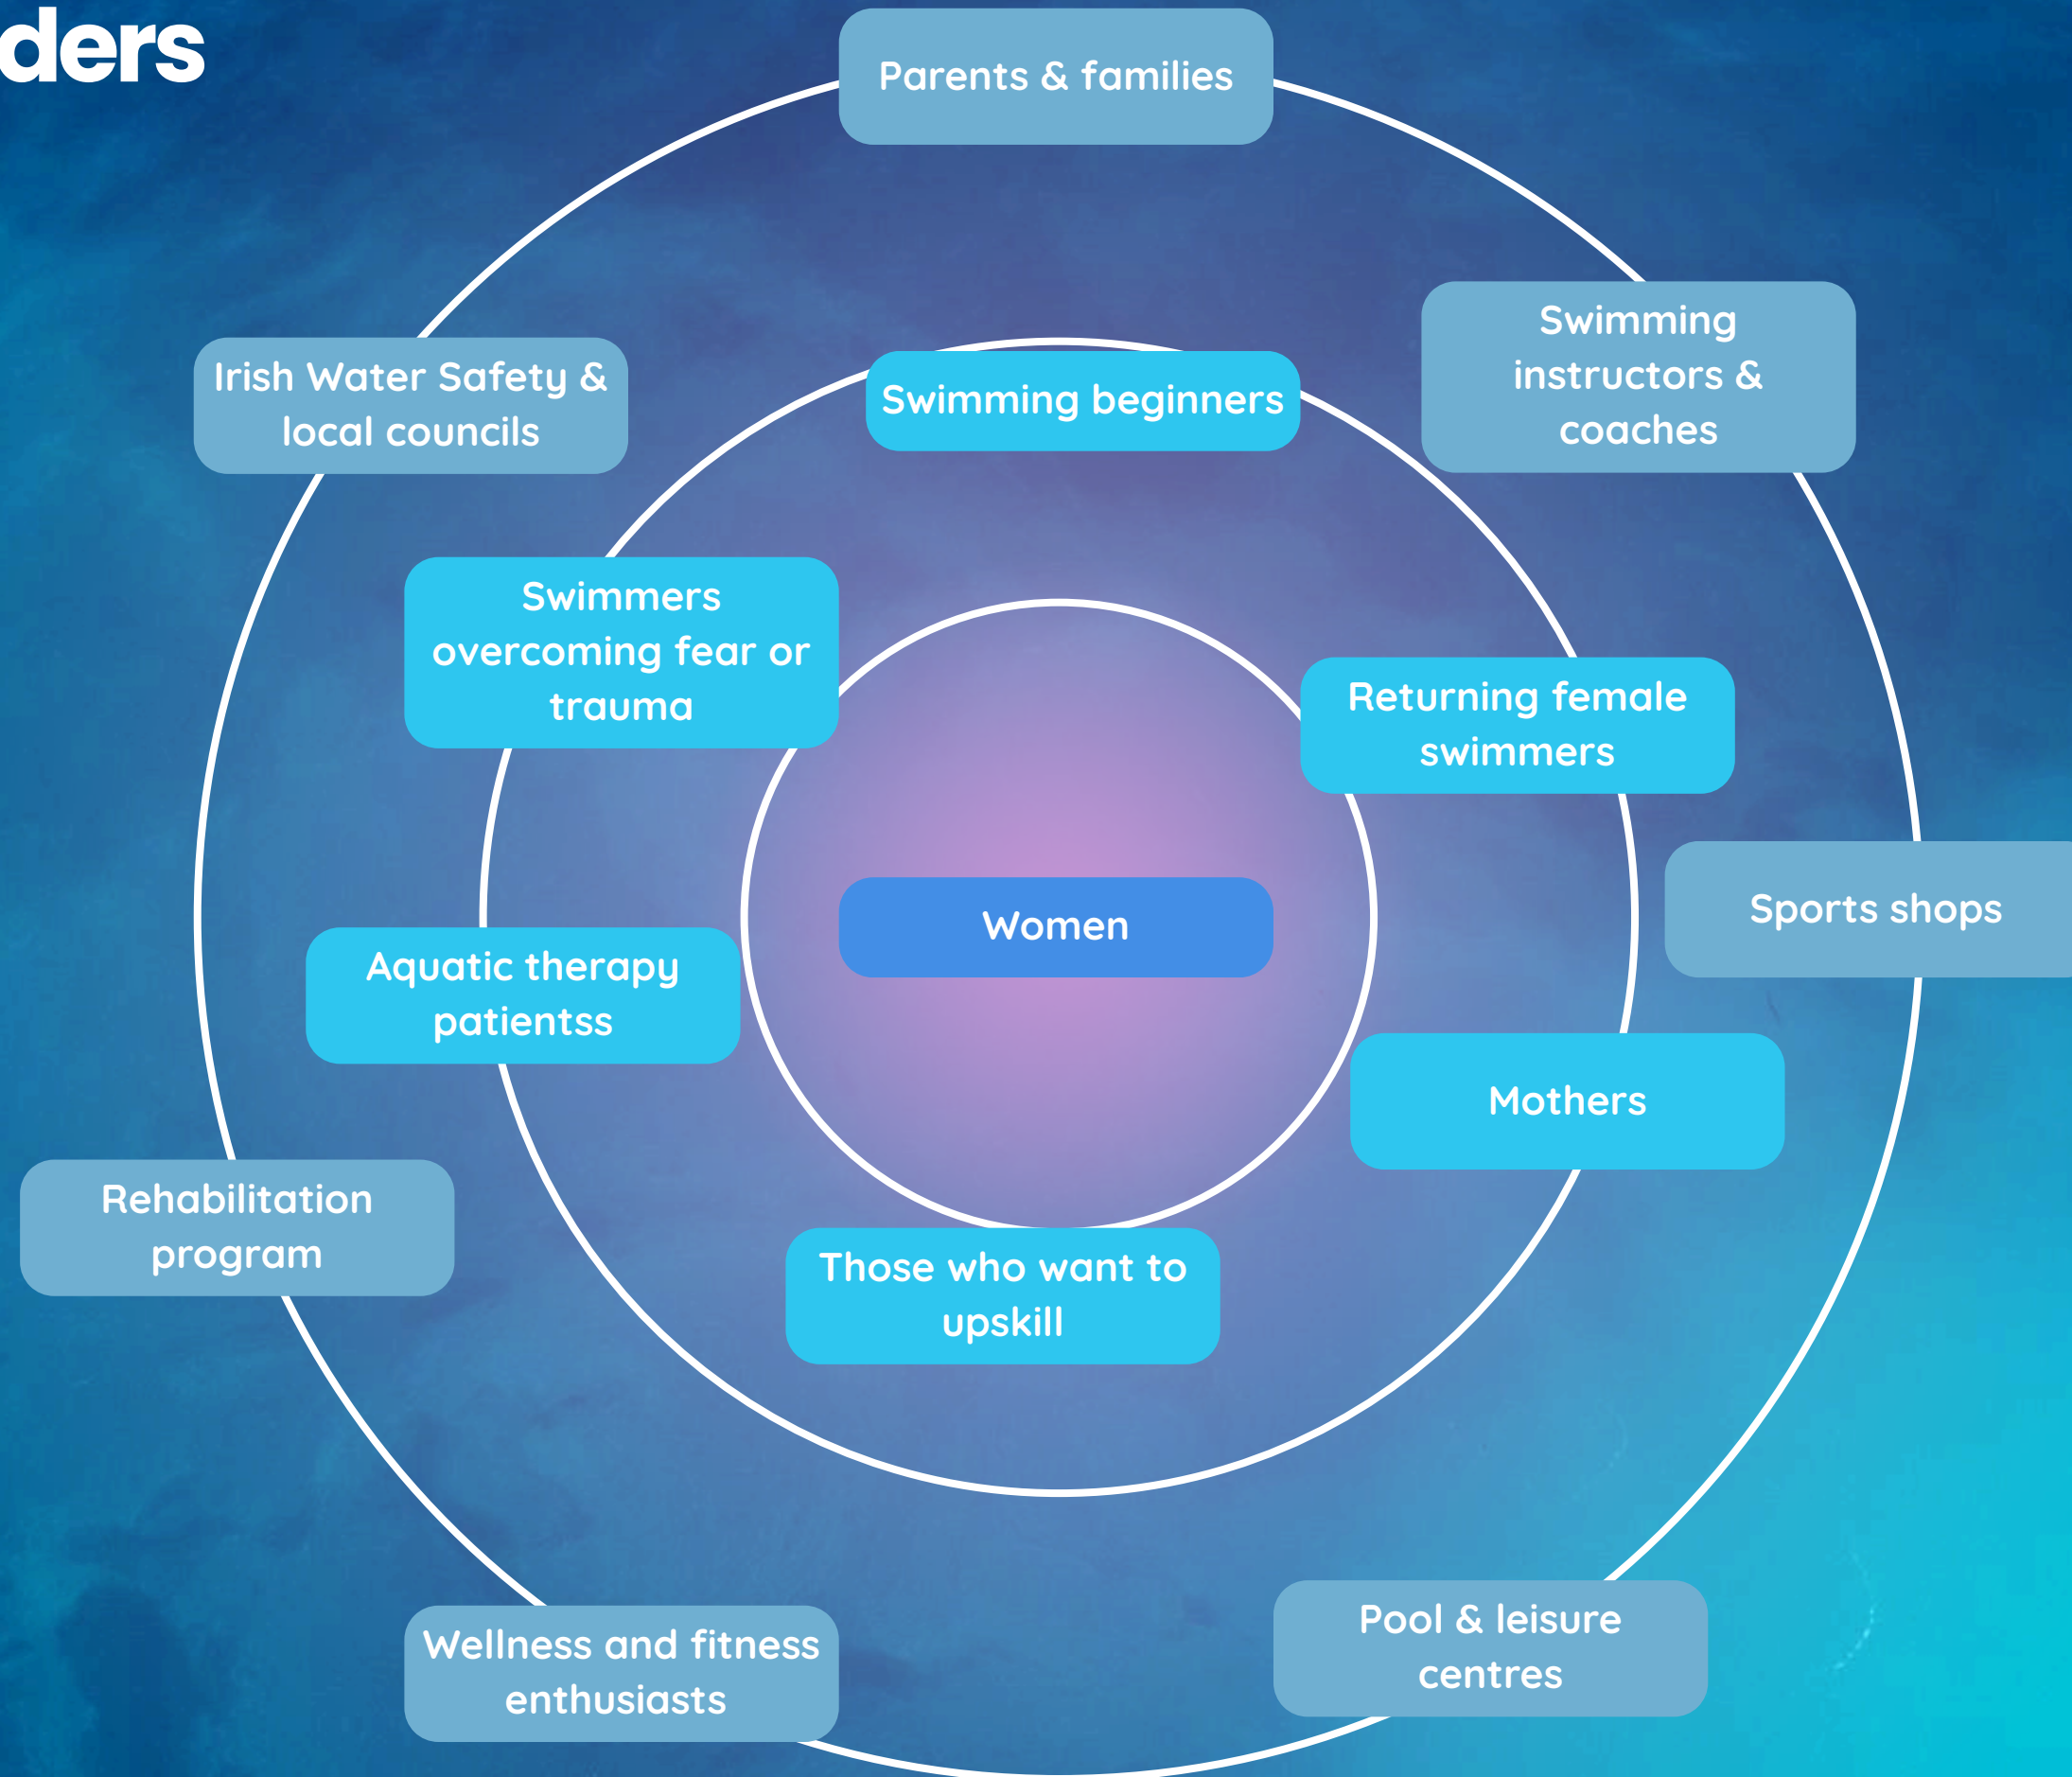 ders
Parents & families
Swimming
instructors &
coaches
Irish Water Safety &
local councils
Swimming beginners
Swimmers
overcoming fear or
trauma
Returning female
swimmers
Sports shops
Women
Aquatic therapy
patientss
Mothers
Rehabilitation
program
Those who want to
upskill
Pool & leisure
centres
Wellness and fitness
enthusiasts